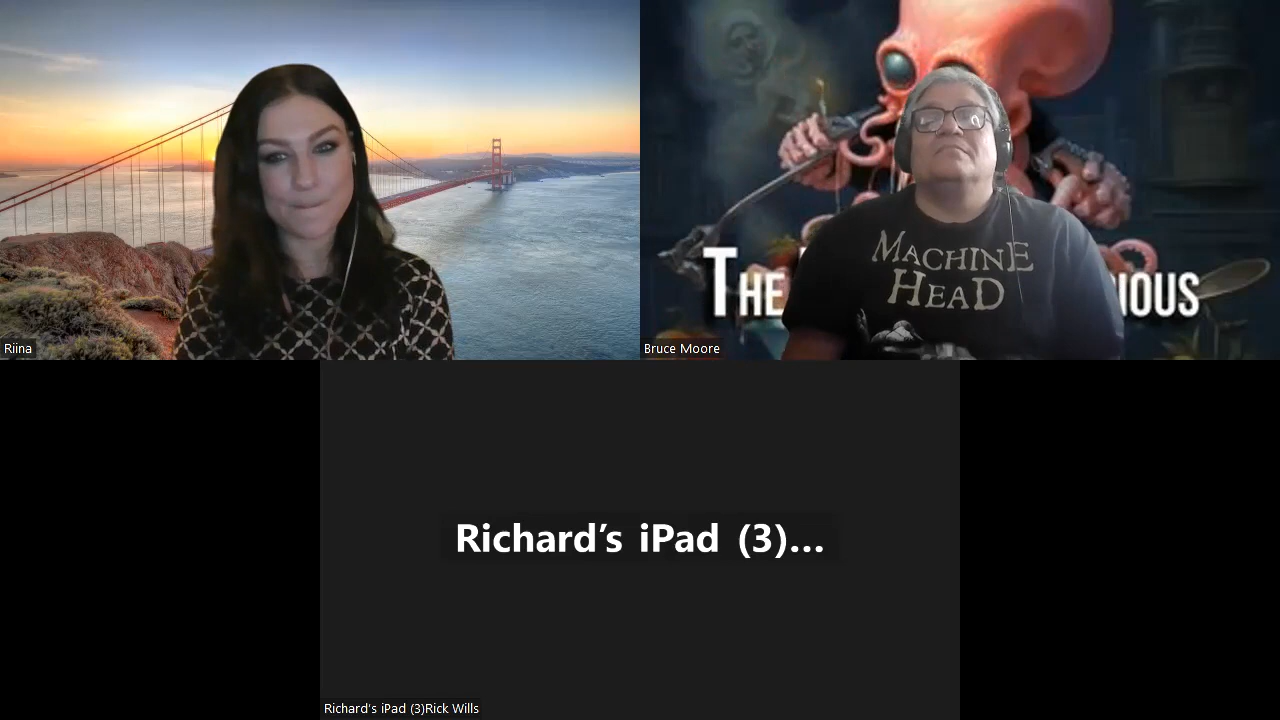 Riina
THE
IOUS
MACHINE
HEAD
Bruce Moore
Richard's iPad (3)...
Richard's iPad (3)Rick Wills